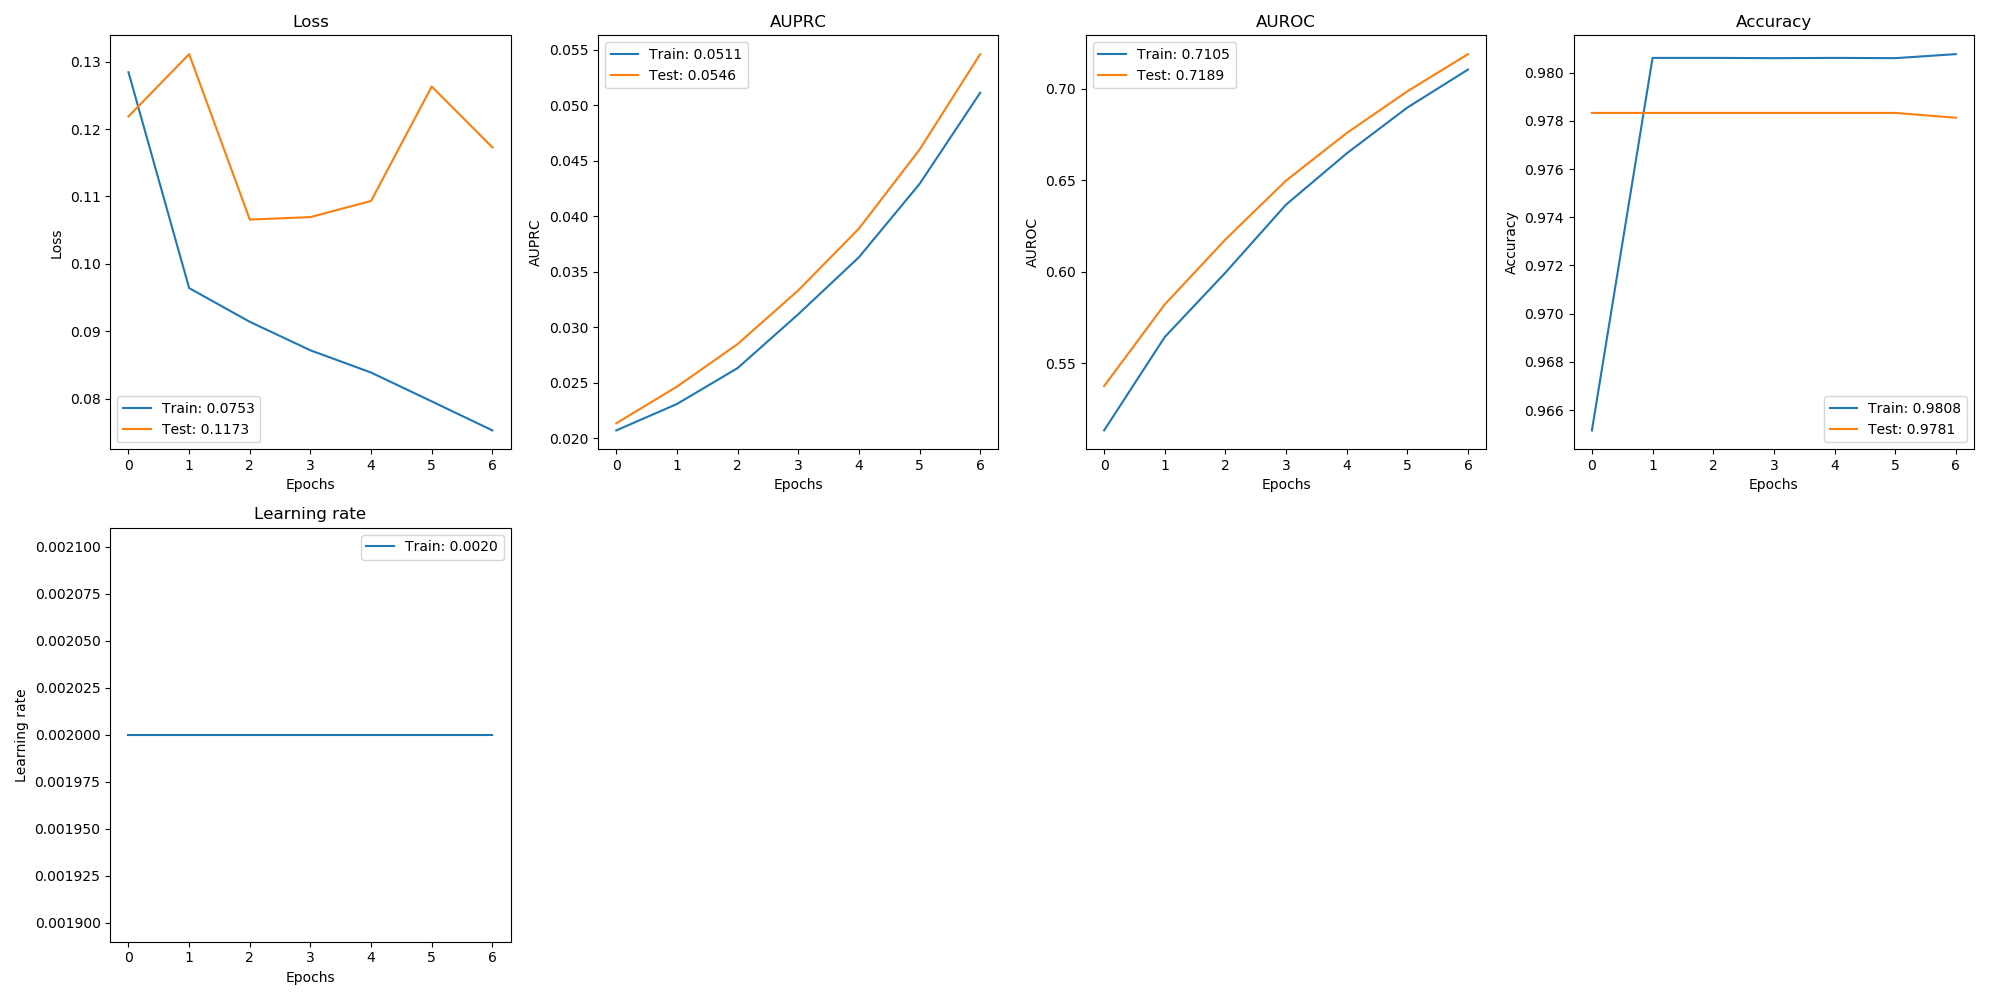 Loss
0.13
0.12
0.11
0.10
0.09
0.08
Loss
Train: 0.0753
Test: 0.1173
0 1 2 3 4 5 6
Epochs
AUPRC
0.055
0.050
0.045
0.040
0.035
0.030
0.025
0.020
AUPRC
Train: 0.0511
Test: 0.0546
0 1 2 3 4 5 6
Epochs
AUROC
0.70
0.65
0.60
0.55
AUROC
Train: 0.7105
Test: 0.7189
0 1 2 3 4 5 6
Epochs
Accuracy
0.980
0.978
0.976
0.974
0.972
0.970
0.968
0.966
Accuracy
Train: 0.9808
Test: 0.9781
0 1 2 3 4 5 6
Epochs
Learning rate
0.002100
0.002075
0.002050
0.002025
0.002000
0.001975
0.001950
0.001925
0.001900
Learning rate
Train: 0.0020
0 1 2 3 4 5 6
Epochs